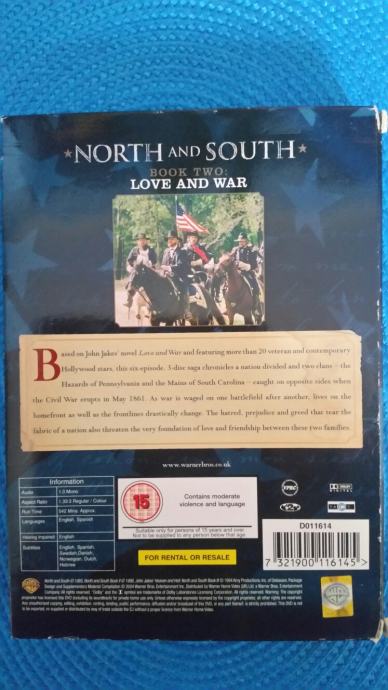 NORTH AND SOUTH
BOOK TWO:
LOVE AND WAR
Based on John Jakes' novel Love and War and featuring more than 20 veteran and contemporary
Hollywood stars, this six episode, 3-disc saga chronicles a nation divided and two clans – the
Hazards of Pennsylvania and the Mains of South Carolina – caught on opposite sides when
the Civil War erupts in May 1861. As war is waged on one battlefield after another, lives on the
homefront as well as the frontlines drastically change. The hatred, prejudice and greed that tear the
fabric of a nation also threaten the very foundation of love and friendship between these two families.
www.warnerbros.co.uk
Information
Audio 1.0 Mono
Aspect Ratio 1.33:1 Regular / Colour
Run Time 542 Mins. Approx.
Languages English, Spanish
Hearing Impaired English
Subtitles English, Spanish,
Swedish, Danish,
Norwegian, Dutch,
Hebrew
15
Contains moderate
violence and language
Suitable only for persons of 15 years and over
Not to be supplied to any person below that age
FOR RENTAL OR RESALE
D011614
7 321900 116145 >